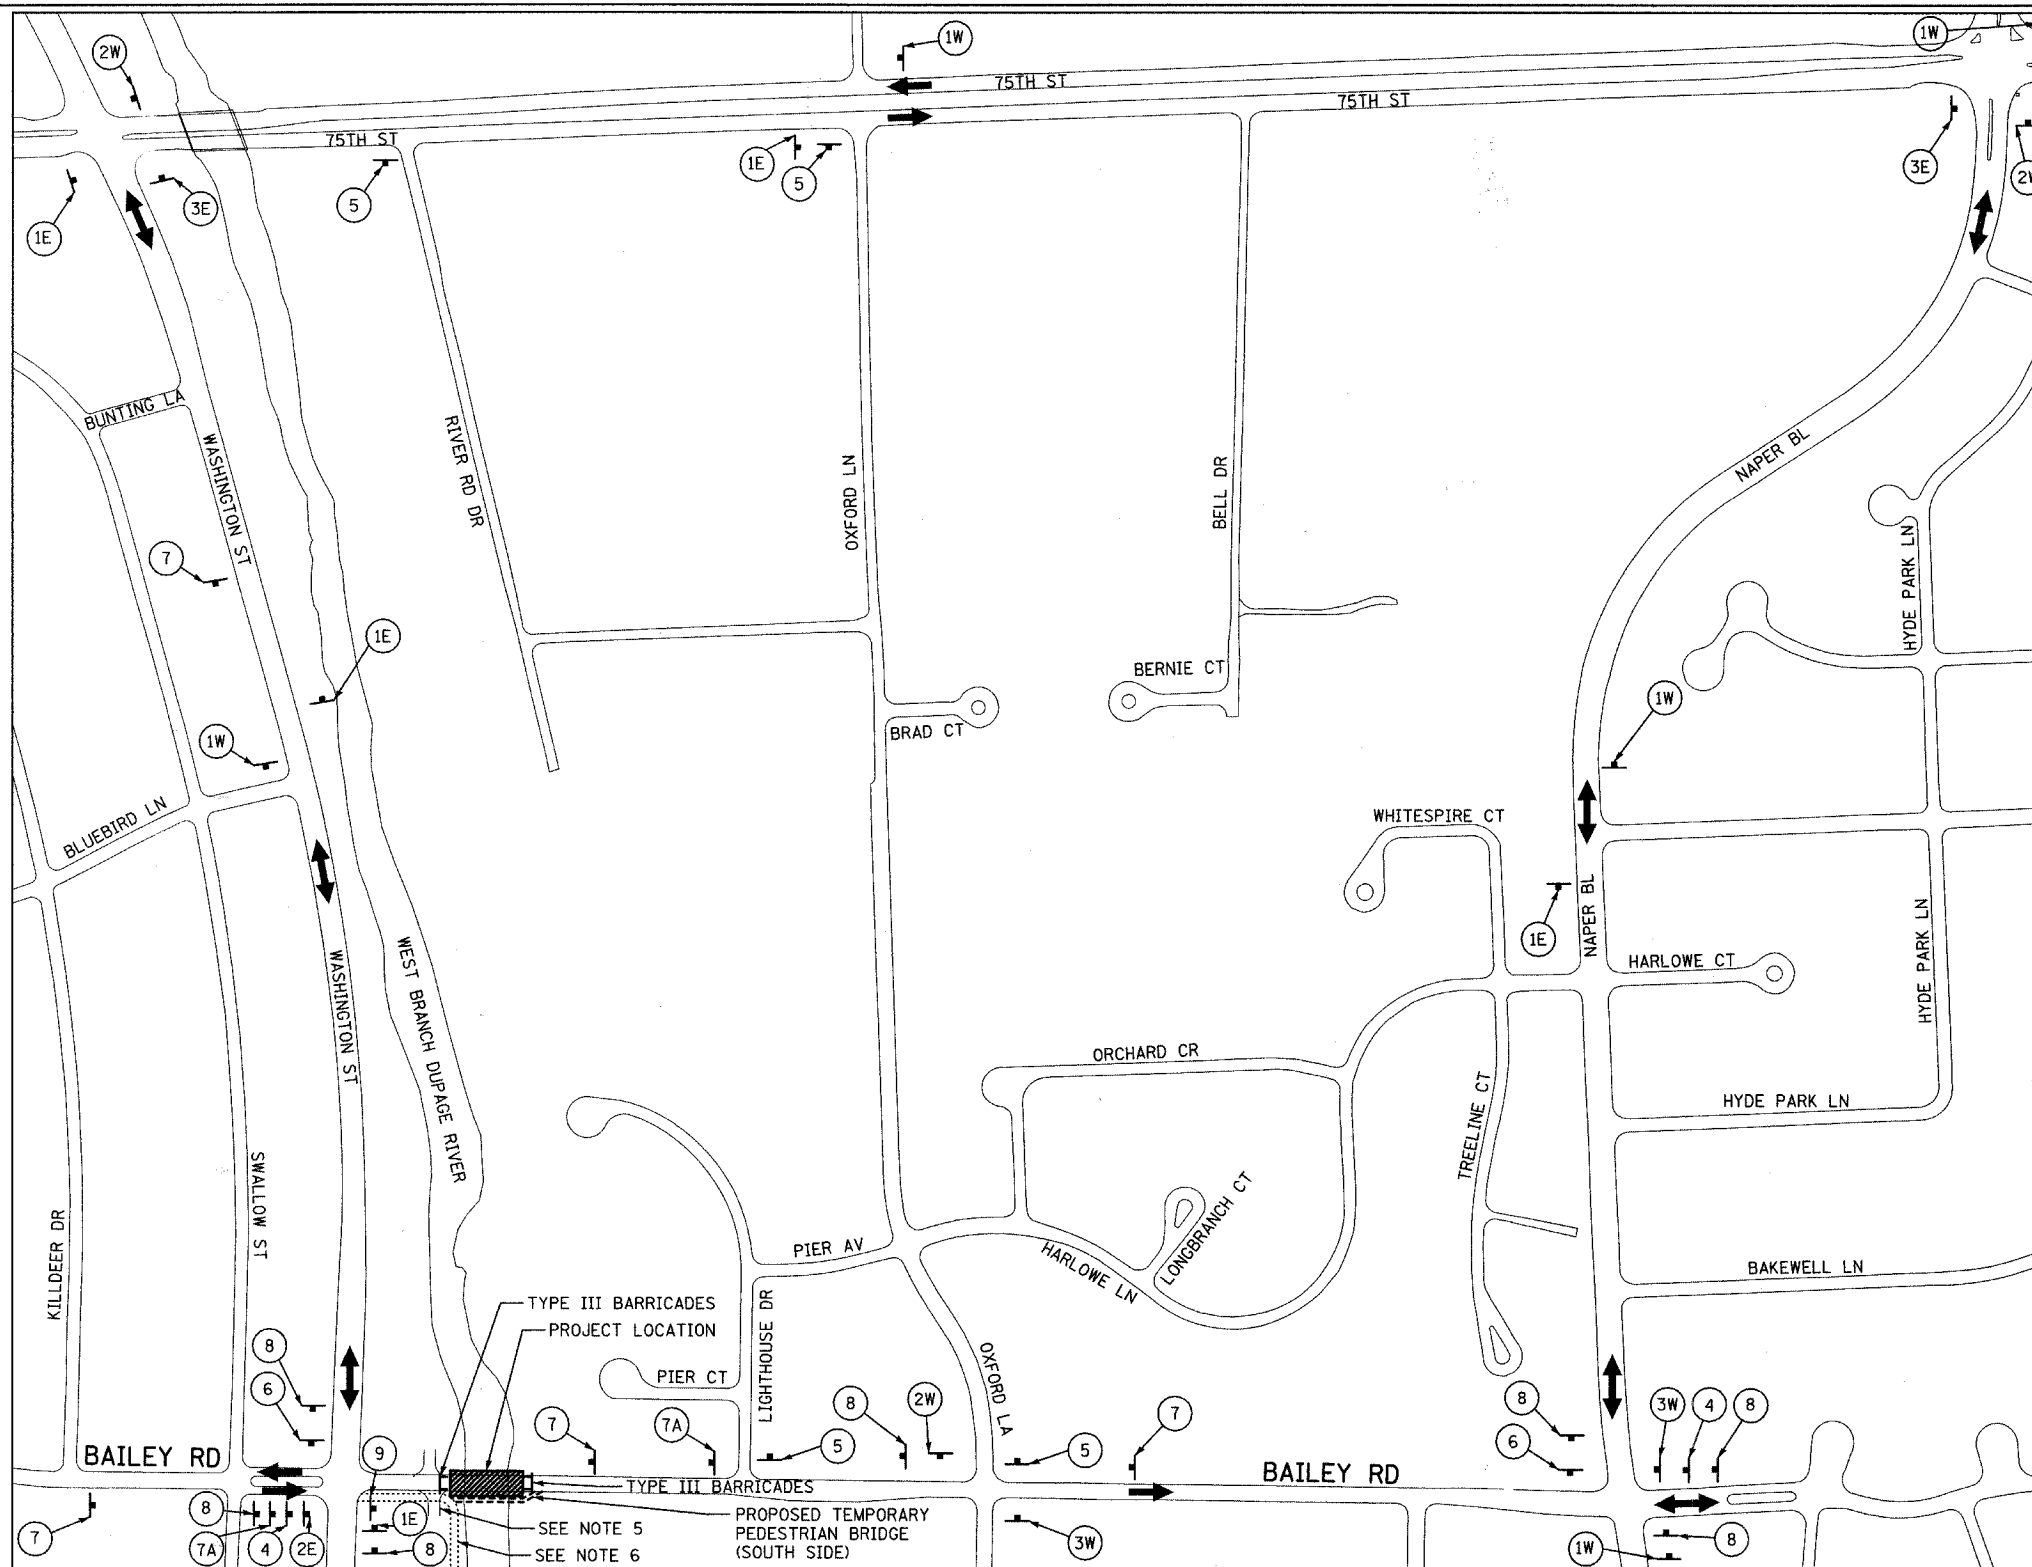 2W
1W
1W
75TH ST
75TH ST
75TH ST
1E
5
3E
2W
5
1E
3E
BUNTING LA
WASHINGTON ST
RIVER RD DR
OXFORD LN
BELL DR
NAPER BL
HYDE PARK LN
7
1E
1W
BERNIE CT
BRAD CT
1W
BLUEBIRD LN
WHITESPIRE CT
1E
NAPER BL
HARLOWE CT
HYDE PARK LN
WASHINGTON ST
WEST BRANCH DUPAGE RIVER
ORCHARD CR
TREELINE CT
HYDE PARK LN
SWALLOW ST
KILLDEER DR
PIER AV
HARLOWE LN
LONGBRANCH CT
BAKEWELL LN
TYPE III BARRICADES
PROJECT LOCATION
LIGHTHOUSE DR
OXFORD LA
PIER CT
8
6
8
2W
8
3W
4
8
7
7A
5
5
7
6
BAILEY RD
9
BAILEY RD
TYPE III BARRICADES
PROPOSED TEMPORARY
PEDESTRIAN BRIDGE
(SOUTH SIDE)
SEE NOTE 5
SEE NOTE 6
7
8
7A
4
2E
1E
8
3W
1W
8